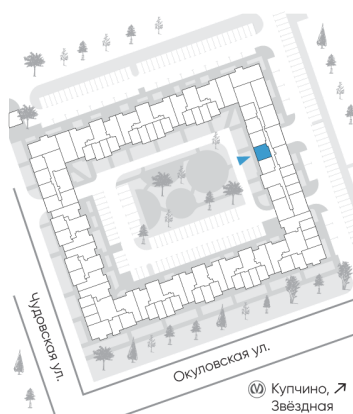 Чудовская ул.
Окуловская ул.
М Купчино, ↗
Звёздная